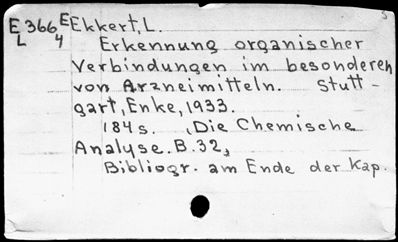 E 366 E Ekkert, L.
L 4 Erkennung organischer
Verbindungen im besonderen
von Arzneimitteln. Stutt-
gart, Enke, 1933.
184s. (Die Chemische
Analyse. B. 32,
Bibliogr. am Ende der Kap.